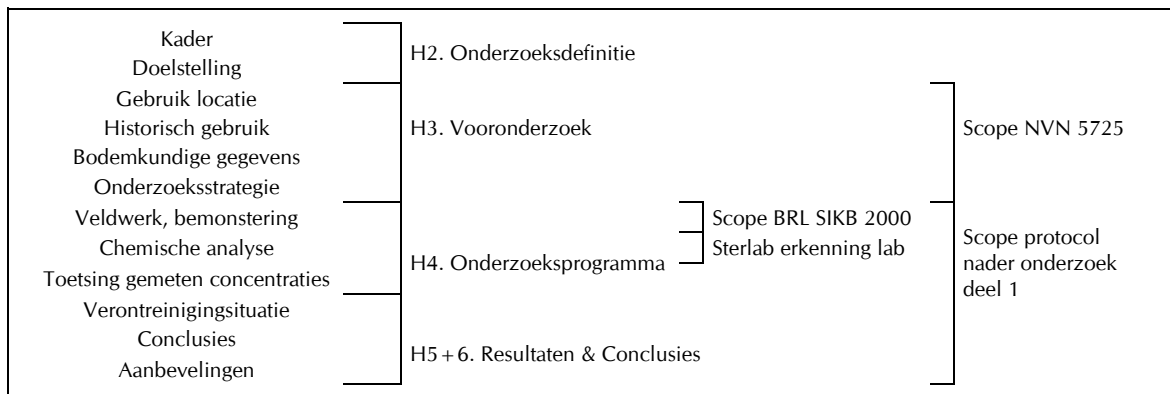 Kader
Doelstelling
H2. Onderzoeksdefinitie
Gebruik locatie
Historisch gebruik
Bodemkundige gegevens
Onderzoeksstrategie
H3. Vooronderzoek
Scope NVN 5725
Veldwerk, bemonstering
Chemische analyse
Toetsing gemeten concentraties
H4. Onderzoeksprogramma
Scope BRL SIKB 2000
Sterlab erkenning lab
Scope protocol
nader onderzoek
deel 1
Verontreinigingsituatie
Conclusies
Aanbevelingen
H5+6. Resultaten & Conclusies